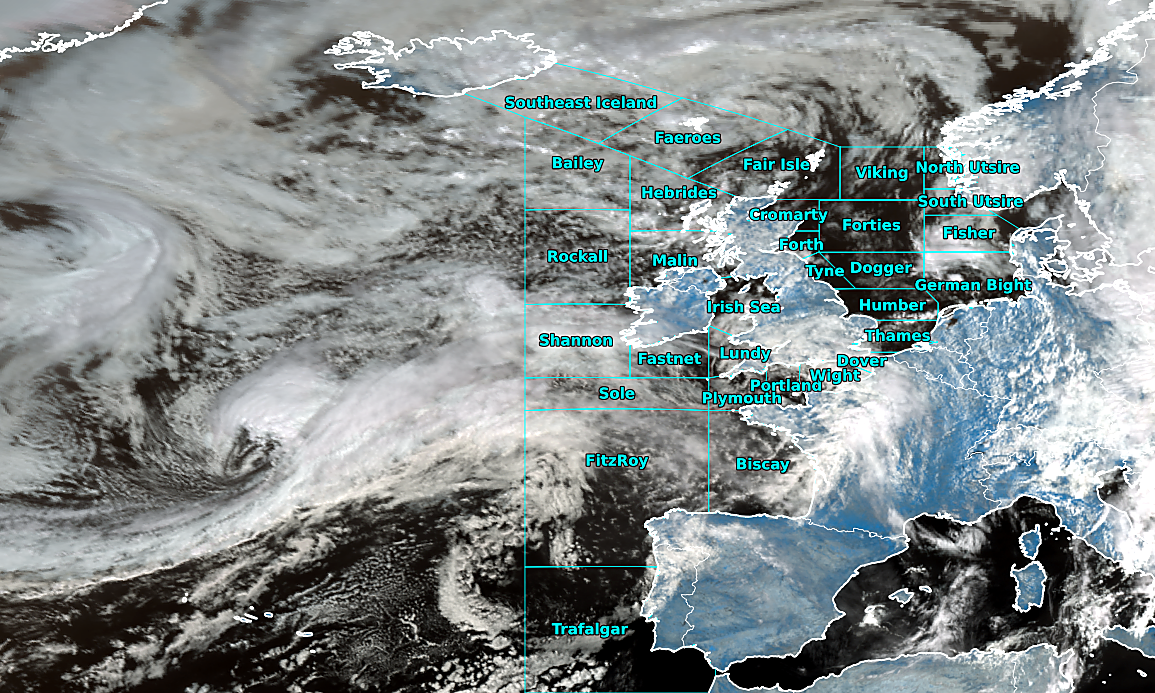 Southeast Iceland
Faeroes
Bailey
Fair Isle
Viking
North Utsire
Hebrides
South Utsire
Cromarty
Forties
Fisher
Forth
Rockall
Malin
Tyne
Dogger
German Bight
Irish Sea
Humber
Shannon
Thames
Fastnet
Lundy
Dover
Wight
Portland
Sole
Plymouth
FitzRoy
Biscay
Trafalgar